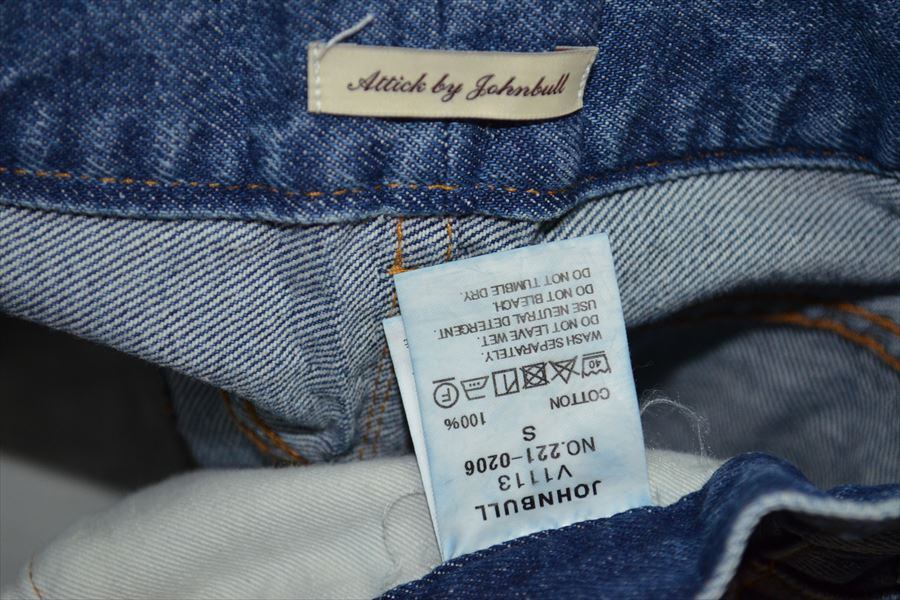 Attick by Johnbull
JOHNBULL
V1113
NO.221-0206
S
COTTON 100%
40 F
WASH SEPARATELY.
DO NOT LEAVE WET.
USE NEUTRAL DETERGENT.
DO NOT BLEACH.
DO NOT TUMBLE DRY.